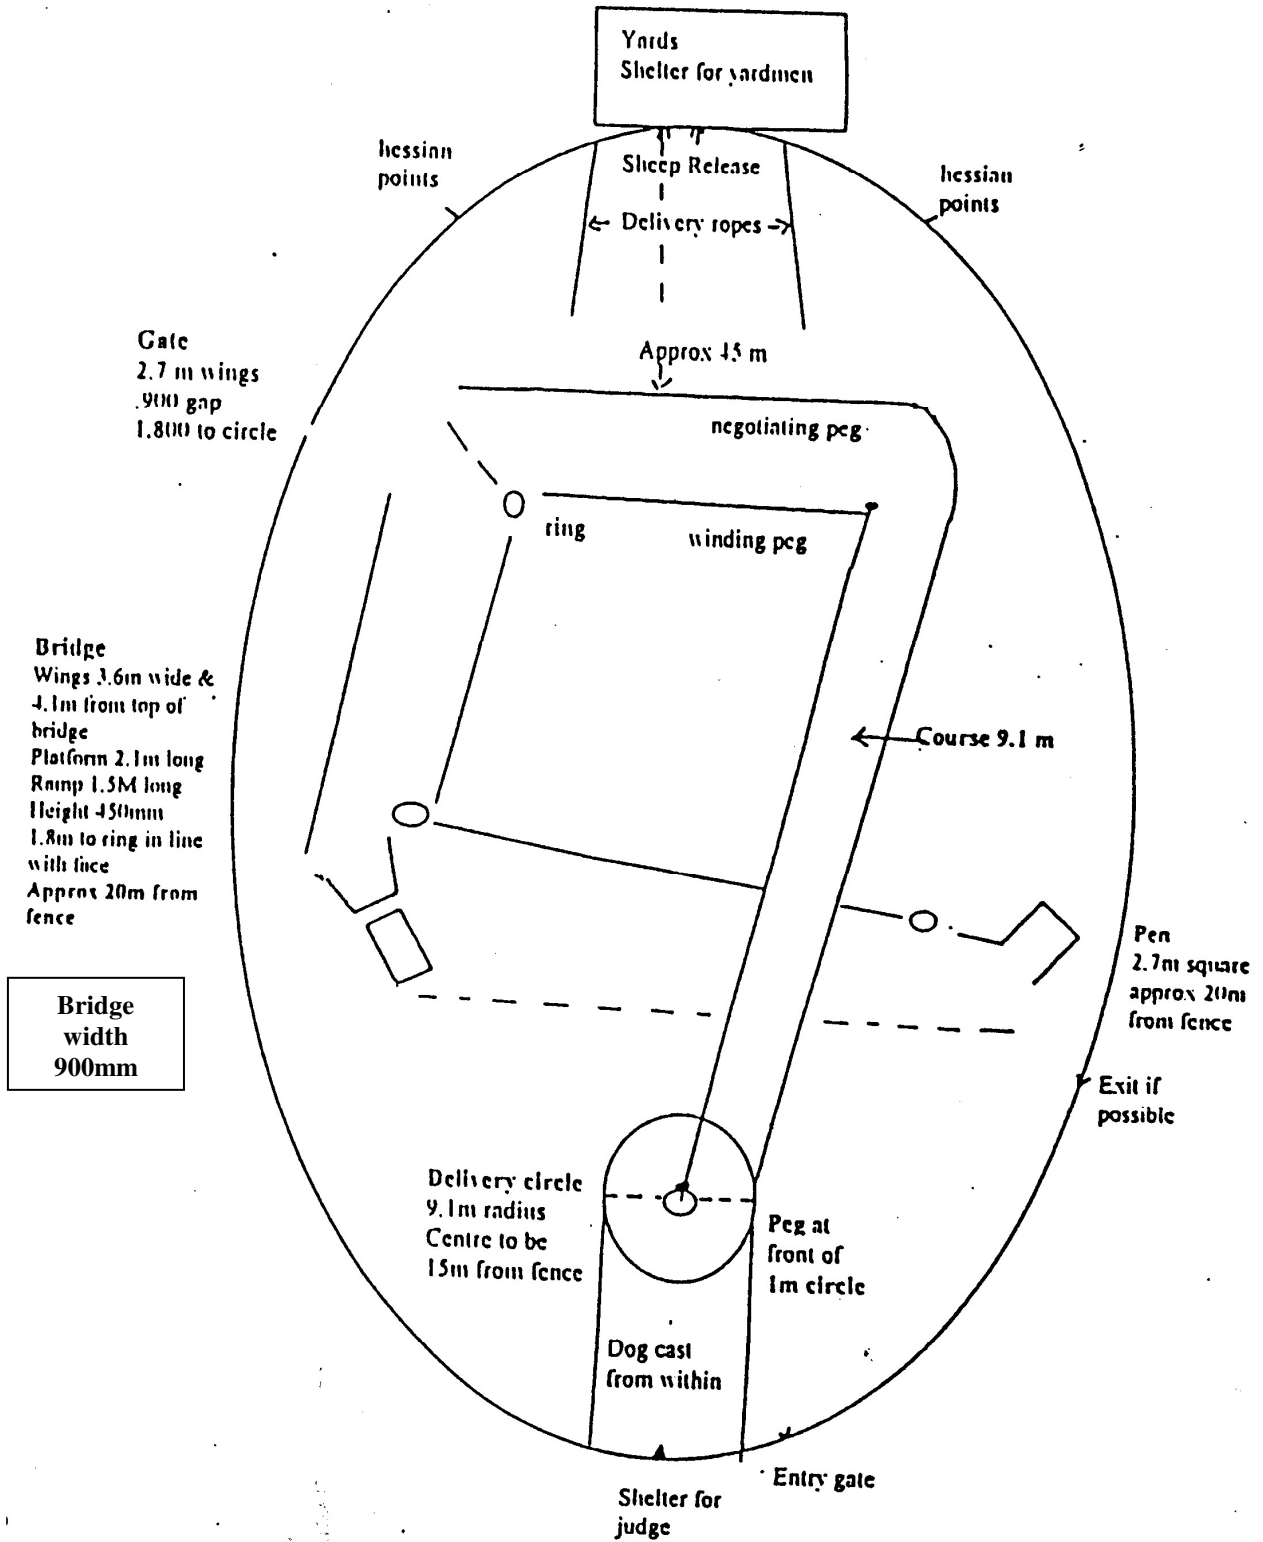 Yards
Shelter for yardmen
hessian
points
Sheep Release
hessian
points
← Delivery ropes →
Gate
2.7 m wings
.900 gap
1.800 to circle
Approx 45 m
negotiating peg
ring
winding peg
Bridge
Wings 3.6m wide &
4.1m from top of
bridge
Platform 2.1m long
Ramp 1.5M long
Height 450mm
1.8m to ring in line
with face
Approx 20m from
fence
Course 9.1 m
Pen
2.7m square
approx 20m
from fence
Bridge
width
900mm
Exit if
possible
Delivery circle
9.1m radius
Centre to be
15m from fence
Peg at
front of
1m circle
Dog cast
from within
Entry gate
Shelter for
judge